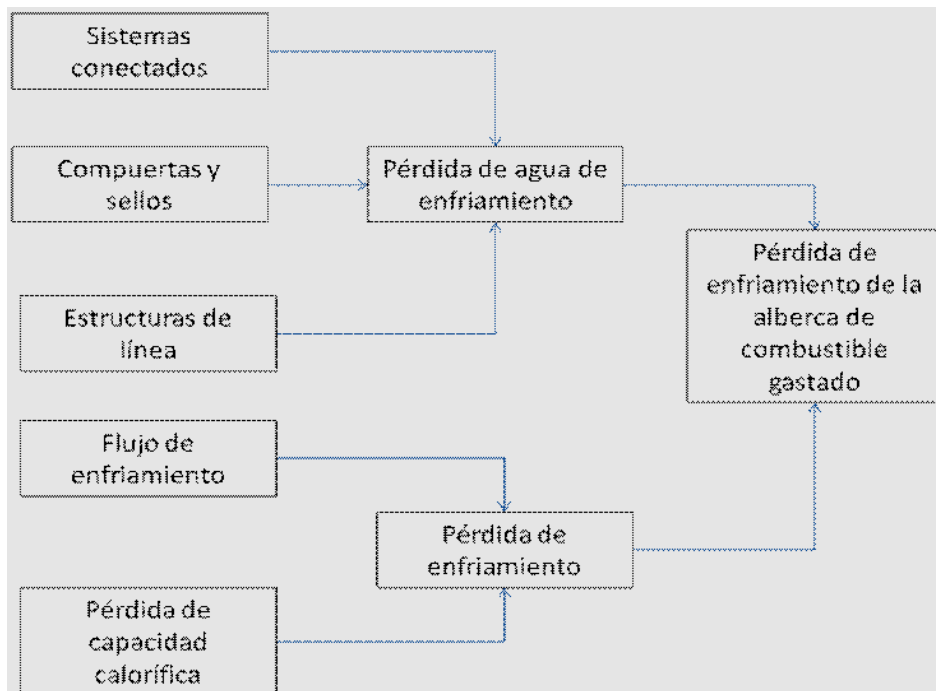 Sistemas
conectados
Compuertas y
sellos
Pérdida de agua de
enfriamiento
Pérdida de
enfriamiento de la
alberca de
combustible
gastado
Estructuras de
línea
Flujo de
enfriamiento
Pérdida de
enfriamiento
Pérdida de
capacidad
calorífica